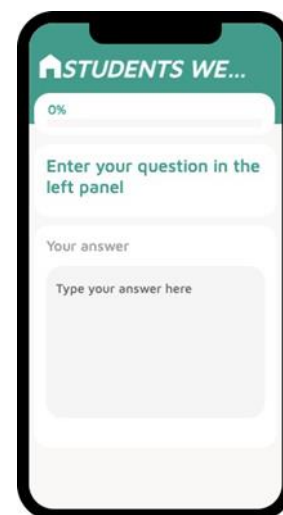 STUDENTS WE...
0%
Enter your question in the
left panel
Your answer
Type your answer here